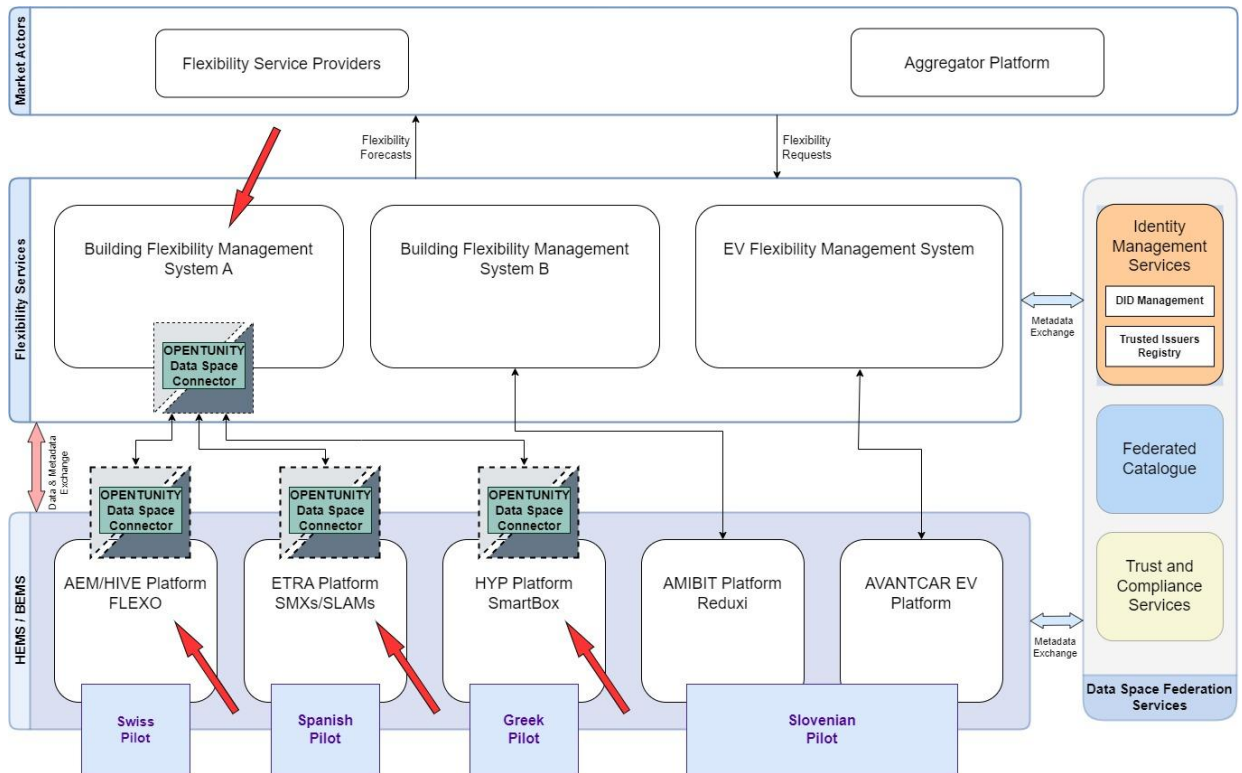 Market Actors
Flexibility Service Providers
Aggregator Platform
Flexibility
Forecasts
Flexibility
Requests
Flexibility Services
Building Flexibility Management
System A
Building Flexibility Management
System B
EV Flexibility Management System
OPENTUNITY
Data Space
Connector
Metadata
Exchange
Identity
Management
Services
DID Management
Trusted Issuers
Registry
Federated
Catalogue
Trust and
Compliance
Services
Data Space Federation
Services
Data & Metadata
Exchange
OPENTUNITY
Data Space
Connector
OPENTUNITY
Data Space
Connector
OPENTUNITY
Data Space
Connector
HEMS / BEMS
AEM/HIVE Platform
FLEXO
ETRA Platform
SMXs/SLAMs
HYP Platform
SmartBox
AMIBIT Platform
Reduxi
AVANTCAR EV
Platform
Metadata
Exchange
Swiss
Pilot
Spanish
Pilot
Greek
Pilot
Slovenian
Pilot